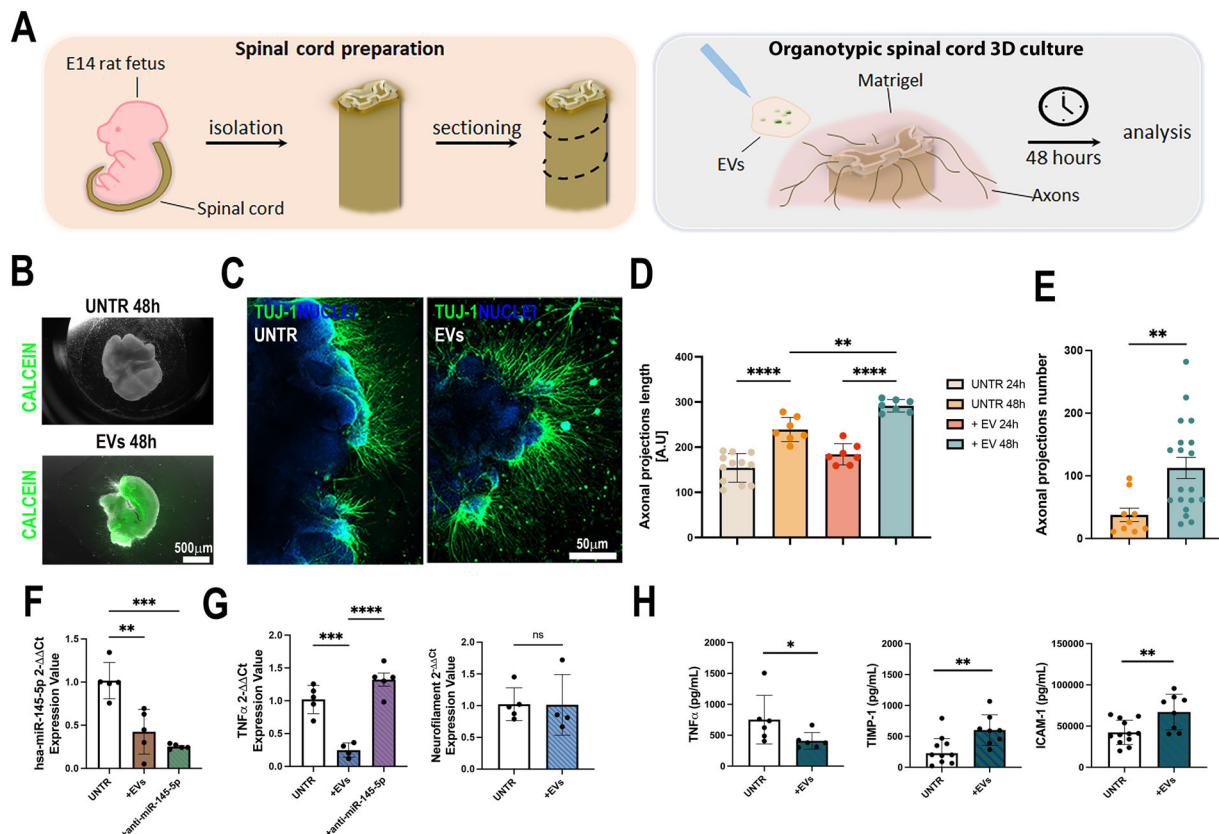 A
Spinal cord preparation
E14 rat fetus
isolation
sectioning
Spinal cord
Organotypic spinal cord 3D culture
Matrigel
EVs
48 hours
analysis
Axons
B
UNTR 48h
CALCEIN
EVs 48h
CALCEIN
500µm
C
TUJ-1NUCLEI
UNTR
TUJ-1NUCLEI
EVs
50µm
D
Axonal projections length
[A.U]
400
300
200
100
0
****
**
****
UNTR 24h
UNTR 48h
+ EV 24h
+ EV 48h
E
Axonal projections number
300
200
100
0
**
F
hsa-miR-145-5p 2-ΔΔCt
Expression Value
1.5
1.0
0.5
0.0
***
**
UNTR
+EVs
+anti-miR-145-5p
G
TNFα 2-ΔΔCt
Expression Value
2.0
1.5
1.0
0.5
0.0
****
***
UNTR
+EVs
+anti-miR-145-5p
Neurofilament 2-ΔΔCt
Expression Value
2.0
1.5
1.0
0.5
0.0
ns
UNTR
+EVs
H
TNFα (pg/mL)
2000
1500
1000
500
0
*
UNTR
+EVs
TIMP-1 (pg/mL)
2000
1500
1000
500
0
**
UNTR
+EVs
ICAM-1 (pg/mL)
150000
100000
50000
0
**
UNTR
+EVs